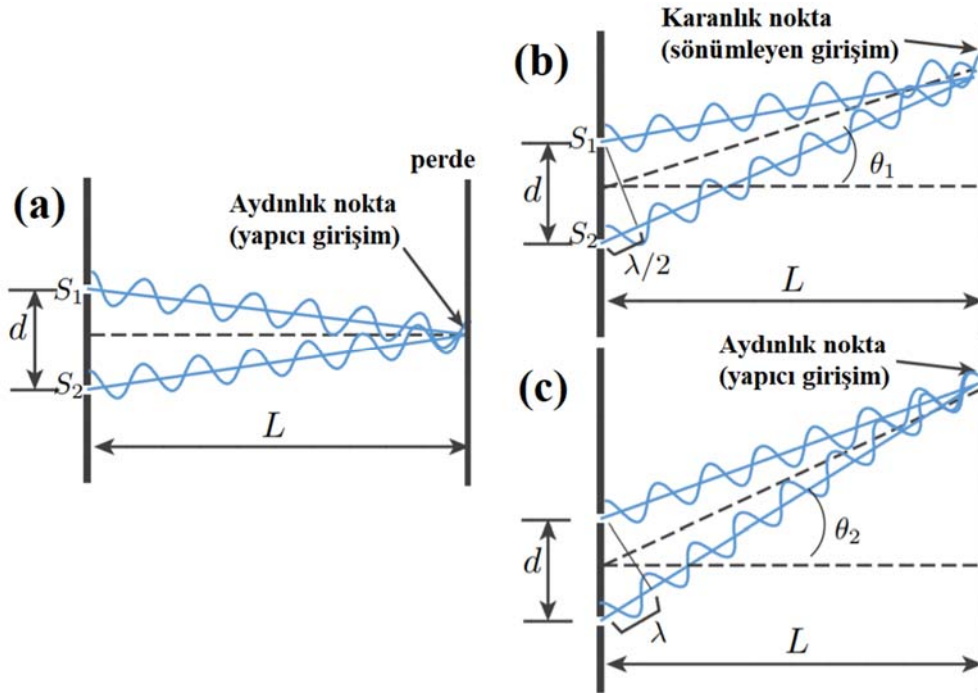 (a)
perde
Aydınlık nokta
(yapıcı girişim)
S₁
d
S₂
L
(b)
Karanlık nokta
(sönümleyen girişim)
S₁
d
θ₁
S₂
λ/2
L
(c)
Aydınlık nokta
(yapıcı girişim)
d
θ₂
λ
L